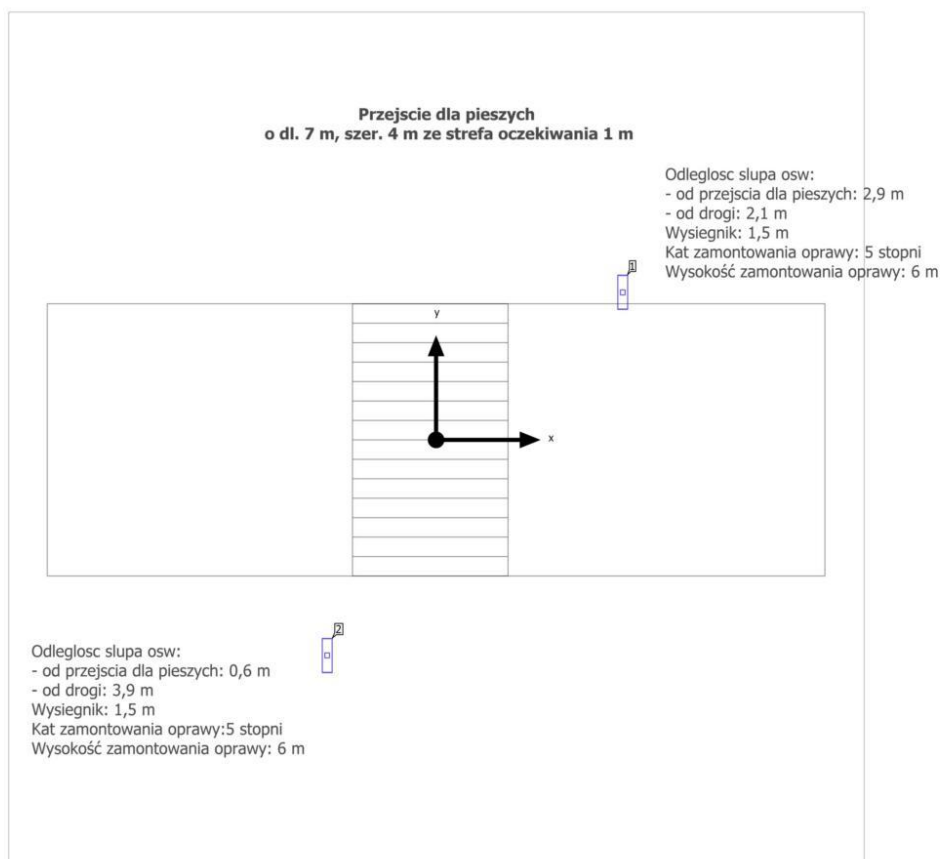 Przejscie dla pieszych
o dl. 7 m, szer. 4 m ze strefa oczekiwania 1 m
Odleglosc slupa osw:
- od przejscia dla pieszych: 2,9 m
- od drogi: 2,1 m
Wysiegnik: 1,5 m
Kat zamontowania oprawy: 5 stopni
Wysokość zamontowania oprawy: 6 m
1
y
x
2
Odleglosc slupa osw:
- od przejscia dla pieszych: 0,6 m
- od drogi: 3,9 m
Wysiegnik: 1,5 m
Kat zamontowania oprawy:5 stopni
Wysokość zamontowania oprawy: 6 m